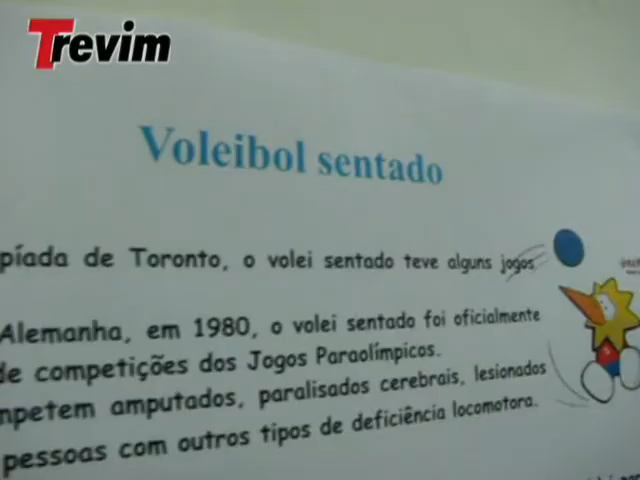 Trevim
Voleibol sentado
píada de Toronto, o volei sentado teve alguns jogos
Alemanha, em 1980, o volei sentado foi oficialmente
de competições dos Jogos Paraolímpicos.
mpetem amputados, paralisados cerebrais, lesionados
pessoas com outros tipos de deficiência locomotora.